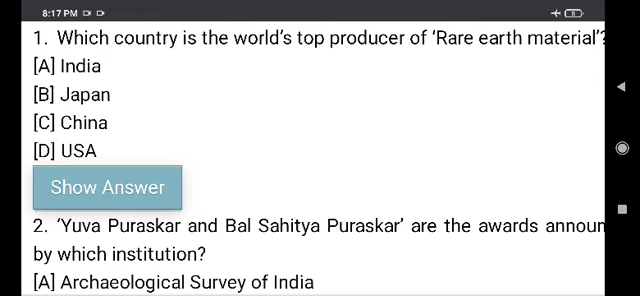 8:17 PM
1. Which country is the world's top producer of 'Rare earth material'?
[A] India
[B] Japan
[C] China
[D] USA
Show Answer
2. 'Yuva Puraskar and Bal Sahitya Puraskar' are the awards announ
by which institution?
[A] Archaeological Survey of India